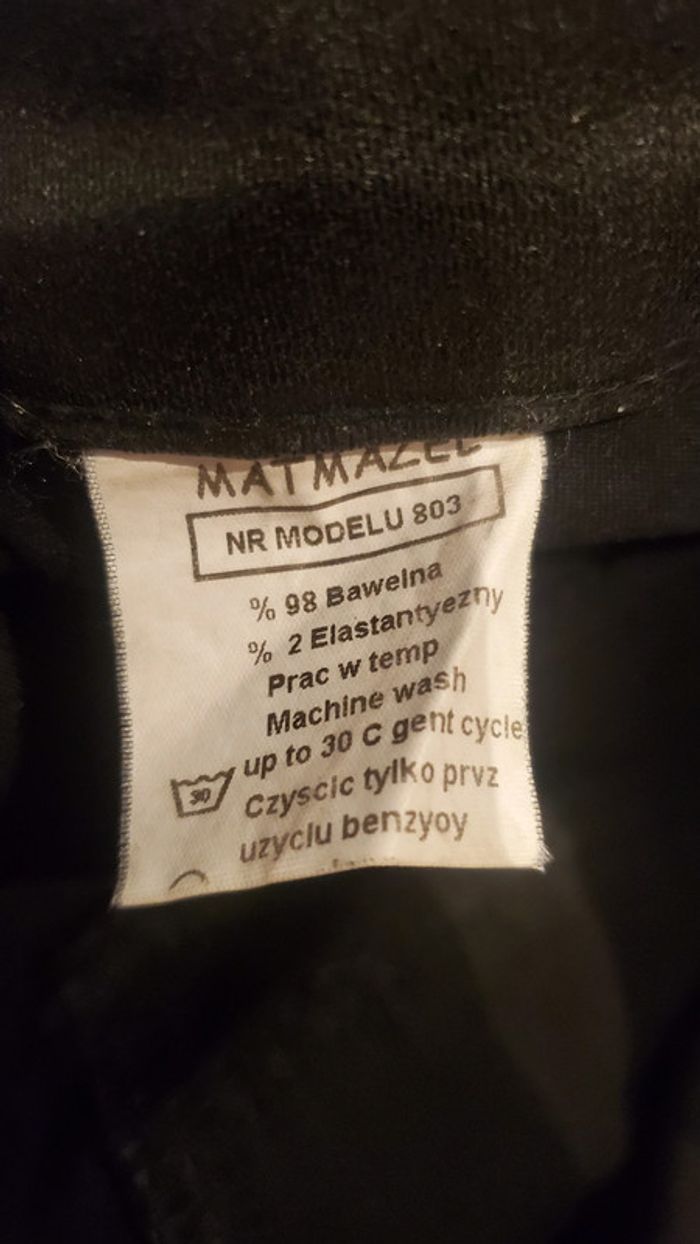 MATMAZEL
NR MODELU 803
% 98 Bawelna
% 2 Elastantyezny
Prac w temp
Machine wash
up to 30 C gent cycle
30
Czyscic tylko prvz
uzyclu benzyoy